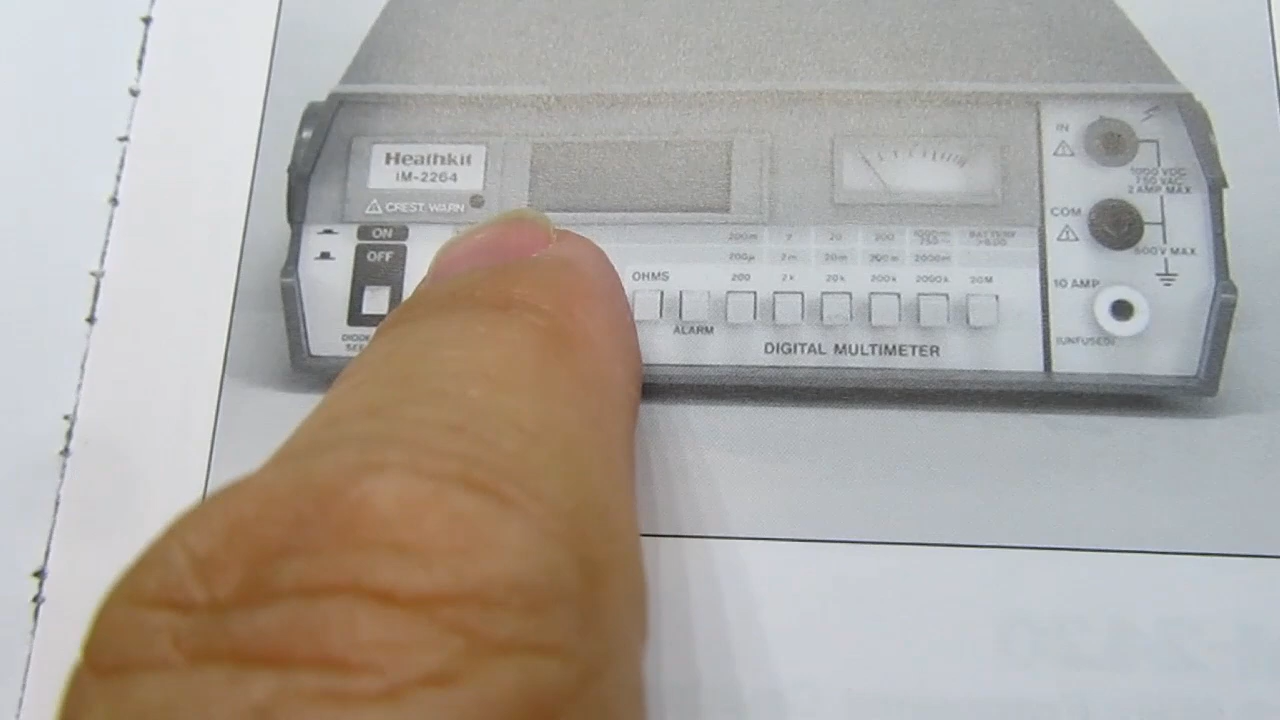 Heathkit
IM-2264
CREST WARN
ON
OFF
OHMS
ALARM
200m 2 20 200 1000m 750~ BATTERY
200µ 2m 20m 200m 2000m
200 2k 20k 200k 2000k 20M
DIGITAL MULTIMETER
IN
1000 VDC
750 VAC
2 AMP MAX
COM
500V MAX
10 AMP
(UNFUSED)